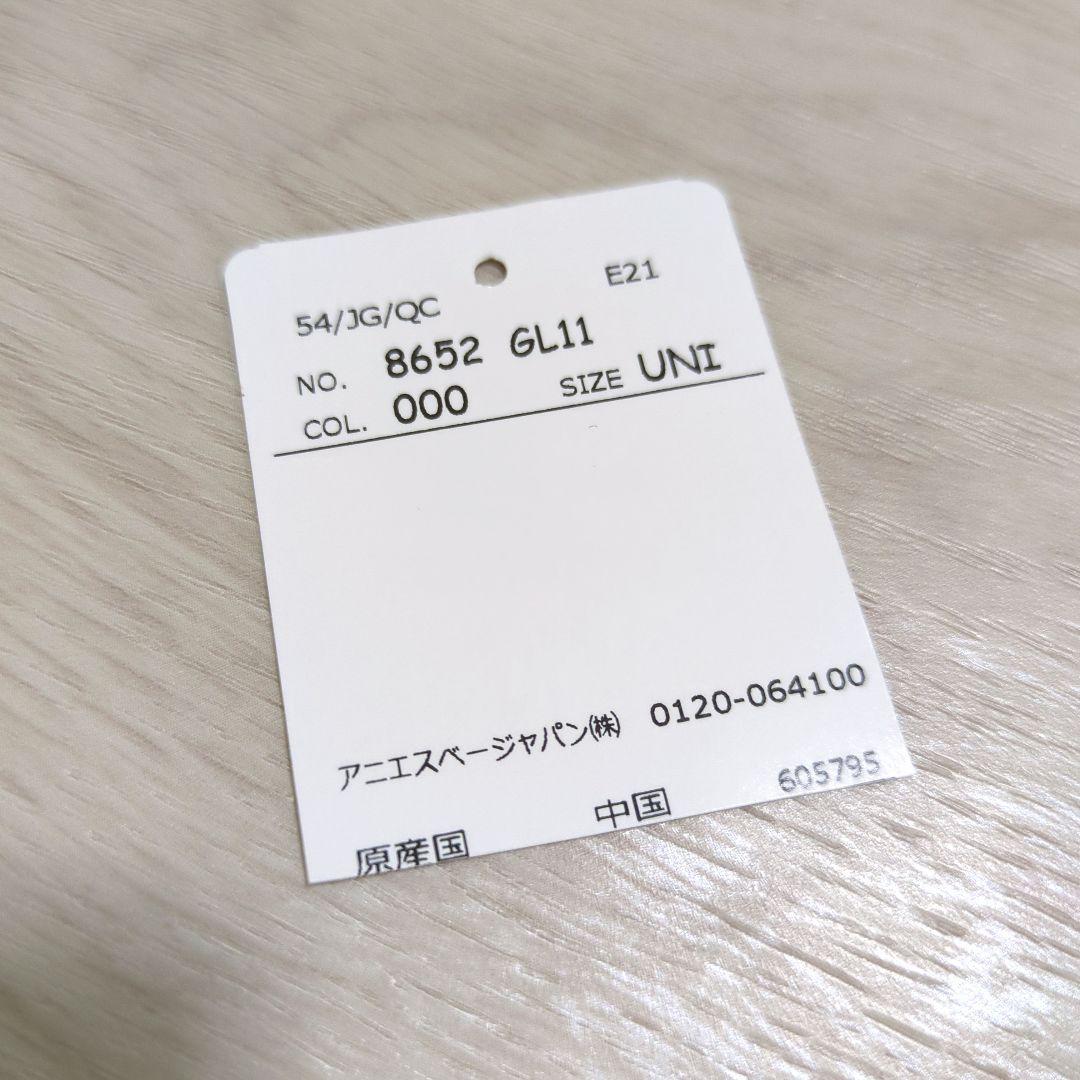 54/JG/QC E21
NO. 8652 GL11
COL. 000 SIZE UNI
アニエスベージャパン㈱ 0120-064100
605795
原産国 中国